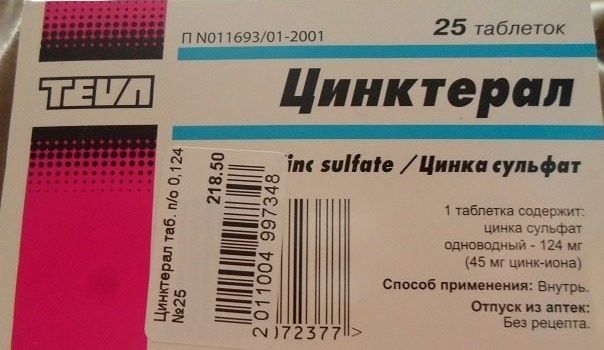 П N011693/01-2001
25 таблеток
TEVA
Цинктерал
inc sulfate / Цинка сульфат
1 таблетка содержит:
цинка сульфат
одноводный - 124 мг
(45 мг цинк-иона)
Способ применения: Внутрь.
Отпуск из аптек:
Без рецепта.
Цинктерал таб. п/о 0,124
№25
218.50
2 011004 997348
072377